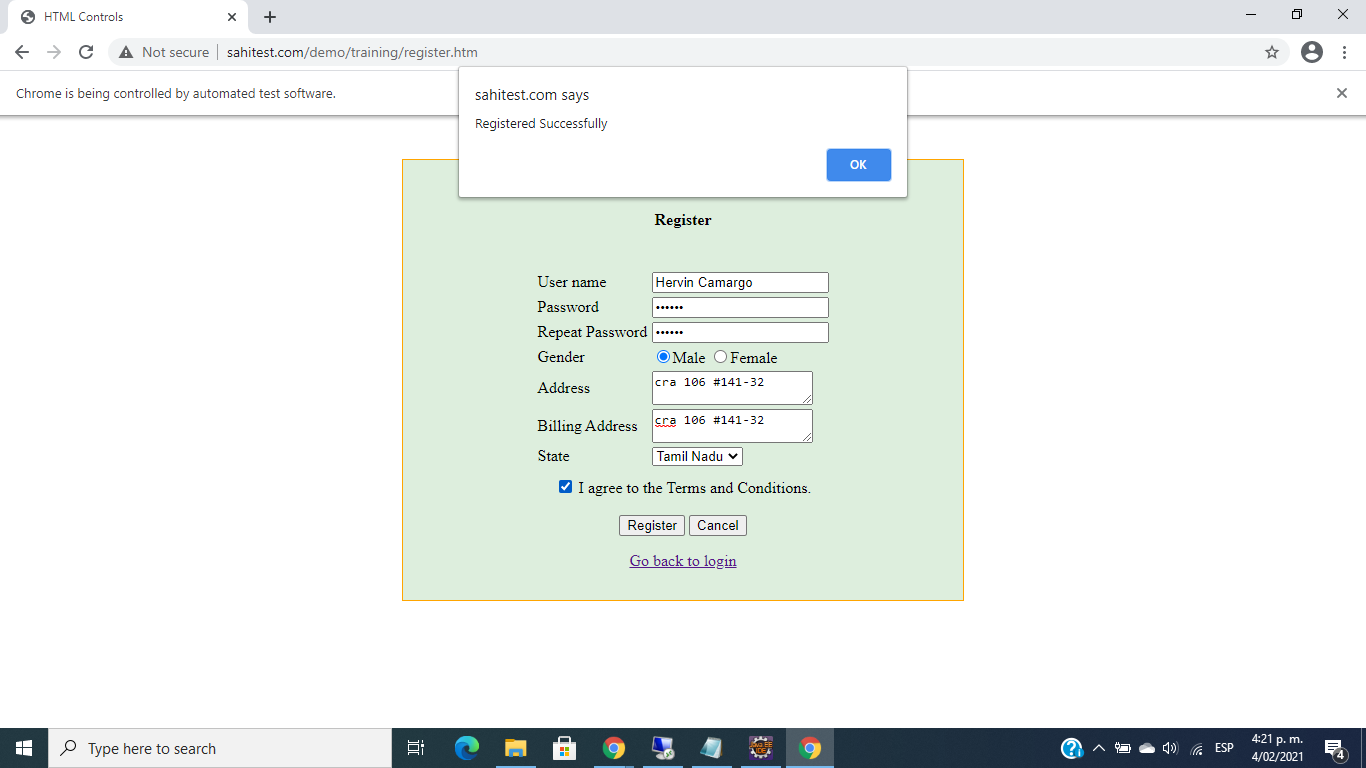 HTML Controls
Not secure
sahitest.com/demo/training/register.htm
Chrome is being controlled by automated test software.
sahitest.com says
Registered Successfully
OK
Register
User name Hervin Camargo
Password ••••••
Repeat Password ••••••
Gender Male Female
Address cra 106 #141-32
Billing Address cra 106 #141-32
State Tamil Nadu
I agree to the Terms and Conditions.
Register Cancel
Go back to login
Type here to search
Java EE IDE
ESP
4:21 p. m.
4/02/2021
4